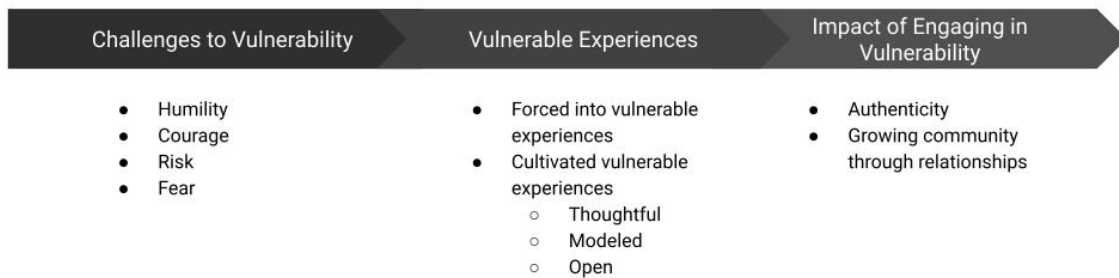 Challenges to Vulnerability
Vulnerable Experiences
Impact of Engaging in
Vulnerability
● Humility
● Courage
● Risk
● Fear
● Forced into vulnerable
experiences
● Cultivated vulnerable
experiences
○ Thoughtful
○ Modeled
○ Open
● Authenticity
● Growing community
through relationships